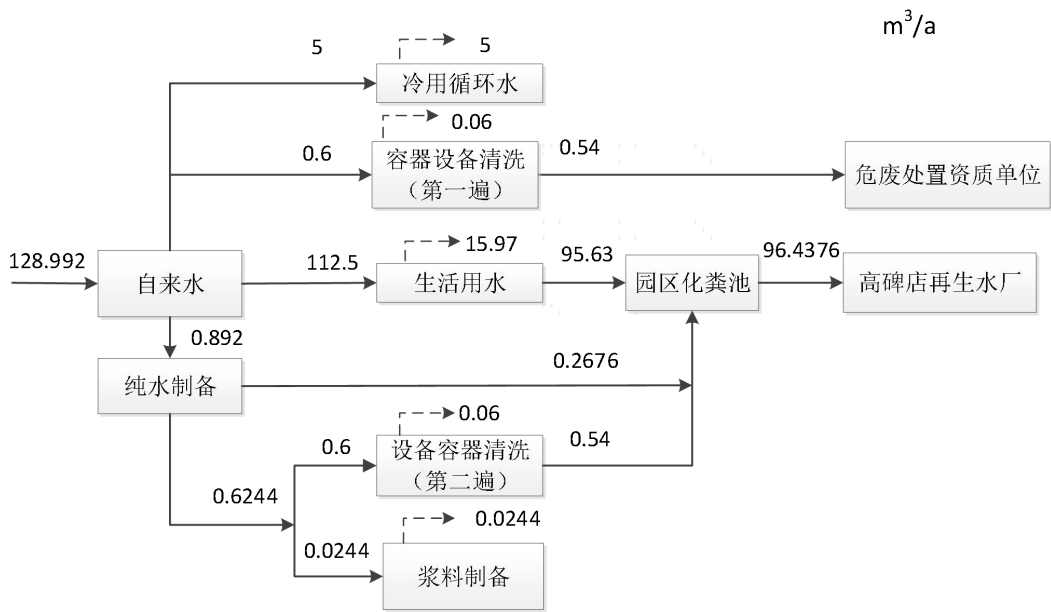 m³/a
5
5
冷用循环水
0.06
0.6
容器设备清洗
（第一遍）
0.54
危废处置资质单位
128.992
自来水
112.5
15.97
生活用水
95.63
园区化粪池
96.4376
高碑店再生水厂
0.892
纯水制备
0.2676
0.06
0.6
设备容器清洗
（第二遍）
0.54
0.6244
0.0244
0.0244
浆料制备